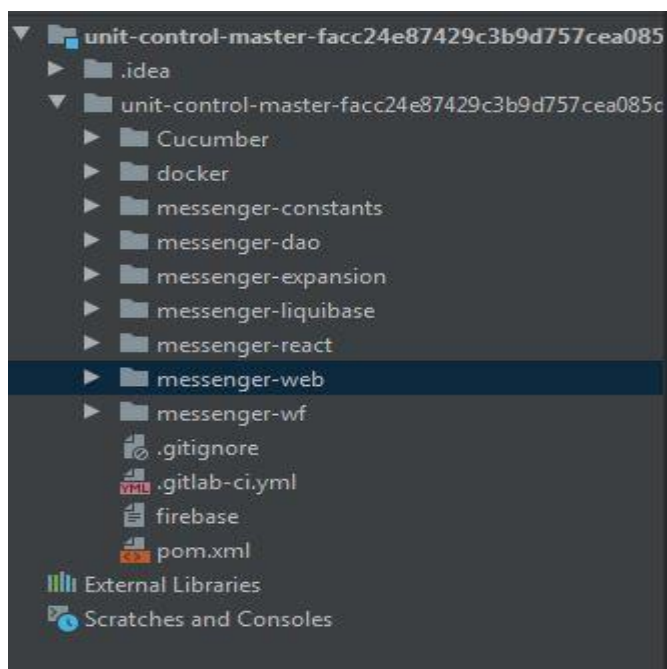 unit-control-master-facc24e87429c3b9d757cea085
.idea
unit-control-master-facc24e87429c3b9d757cea085c
Cucumber
docker
messenger-constants
messenger-dao
messenger-expansion
messenger-liquibase
messenger-react
messenger-web
messenger-wf
.gitignore
YML .gitlab-ci.yml
firebase
pom.xml
External Libraries
Scratches and Consoles